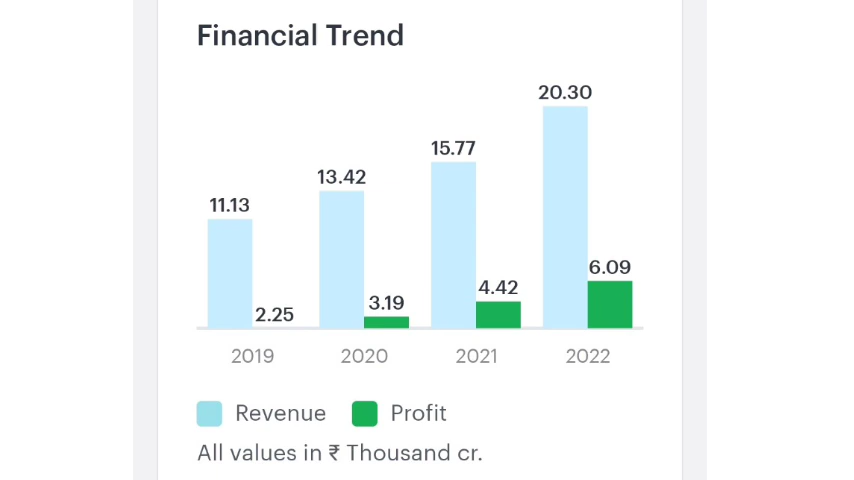 Financial Trend
20.30
15.77
13.42
11.13
6.09
4.42
3.19
2.25
2019 2020 2021 2022
Revenue Profit
All values in ₹ Thousand cr.